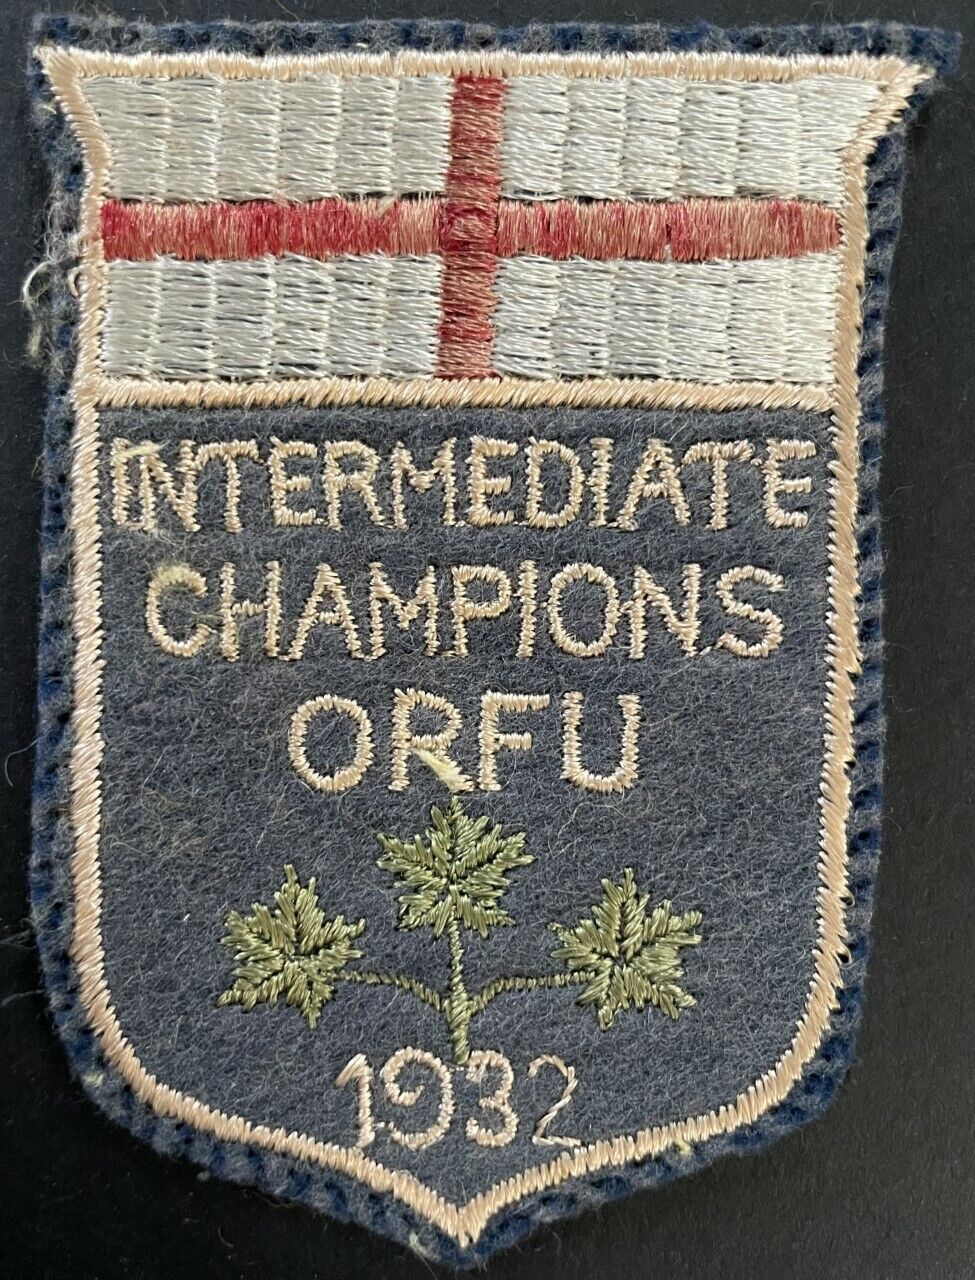 INTERMEDIATE
CHAMPIONS
ORFU
1932